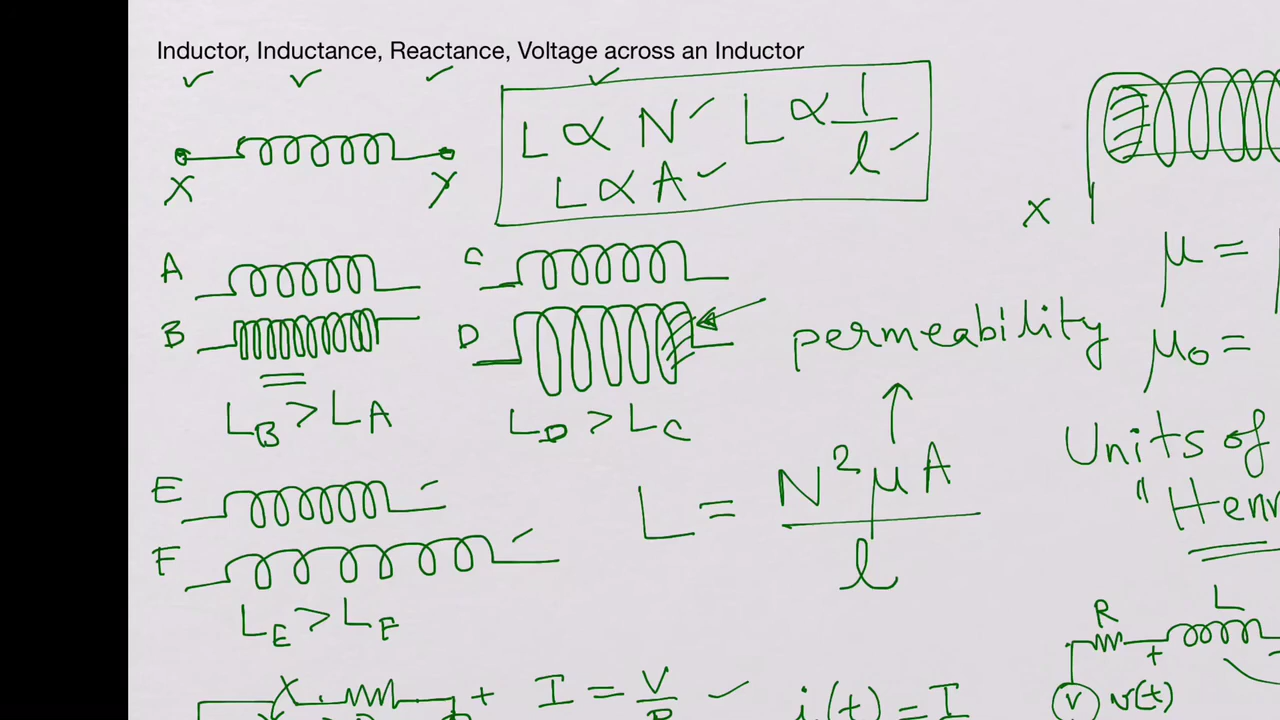 Inductor, Inductance, Reactance, Voltage across an Inductor
L ∝ N L ∝ 1/l
L ∝ A
X Y
X
A
B
L_B > L_A
C
D
L_D > L_C
permeability
μ =
μ₀ =
E
F
L_E > L_F
L = N²μA / l
Units of
"Henr
R L
+
V v(t)
X + I = V/R
i(t) = I